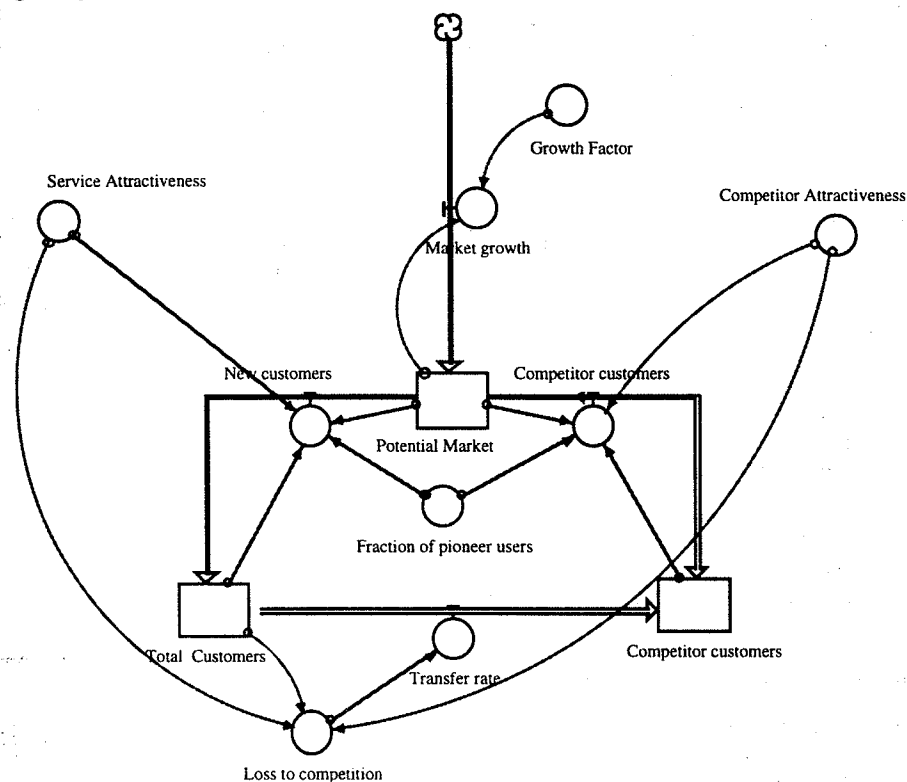 Growth Factor
Service Attractiveness
Competitor Attractiveness
Market growth
New customers
Competitor customers
Potential Market
Fraction of pioneer users
Total Customers
Competitor customers
Transfer rate
Loss to competition